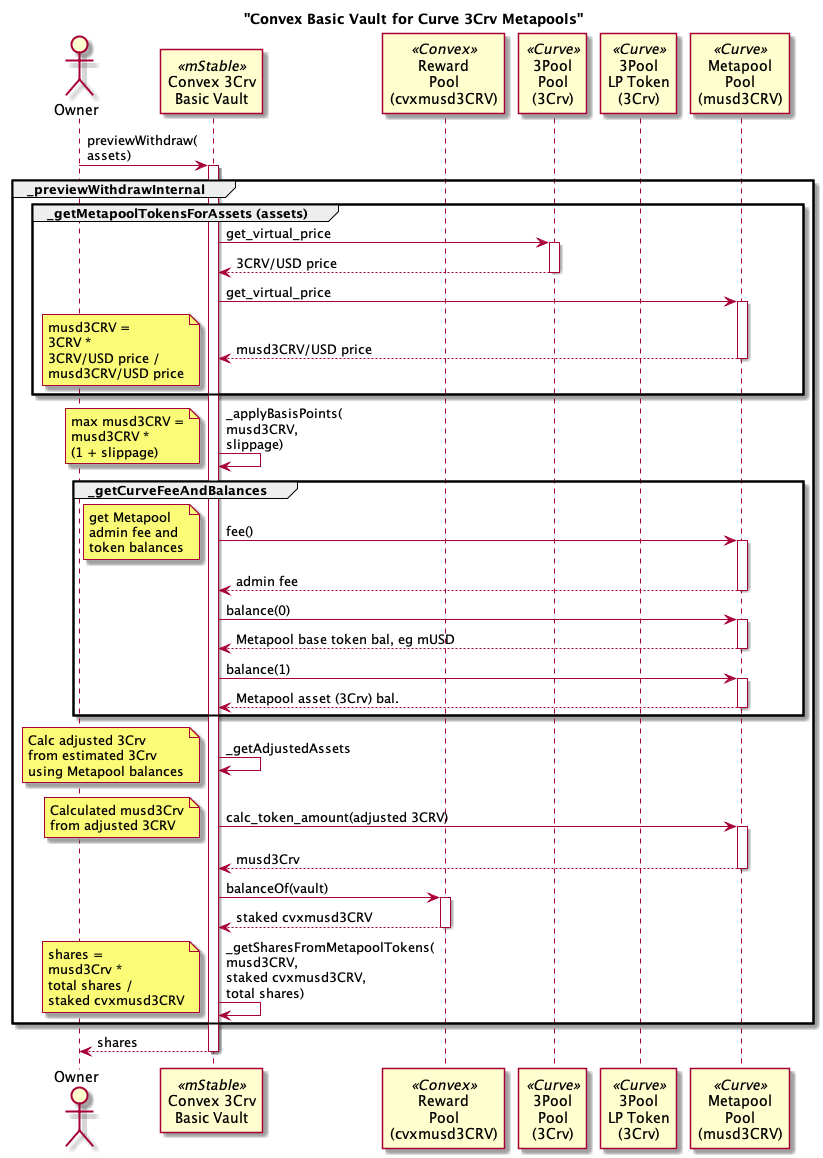 "Convex Basic Vault for Curve 3Crv Metapools"
Owner
«mStable»
Convex 3Crv
Basic Vault
«Convex»
Reward
Pool
(cvxmusd3CRV)
«Curve»
3Pool
Pool
(3Crv)
«Curve»
3Pool
LP Token
(3Crv)
«Curve»
Metapool
Pool
(musd3CRV)
previewWithdraw(
assets)
_previewWithdrawInternal
_getMetapoolTokensForAssets (assets)
get_virtual_price
3CRV/USD price
get_virtual_price
musd3CRV =
3CRV *
3CRV/USD price /
musd3CRV/USD price
musd3CRV/USD price
max musd3CRV =
musd3CRV *
(1 + slippage)
_applyBasisPoints(
musd3CRV,
slippage)
_getCurveFeeAndBalances
get Metapool
admin fee and
token balances
fee()
admin fee
balance(0)
Metapool base token bal, eg mUSD
balance(1)
Metapool asset (3Crv) bal.
Calc adjusted 3Crv
from estimated 3Crv
using Metapool balances
_getAdjustedAssets
Calculated musd3Crv
from adjusted 3CRV
calc_token_amount(adjusted 3CRV)
musd3Crv
balanceOf(vault)
staked cvxmusd3CRV
shares =
musd3Crv *
total shares /
staked cvxmusd3CRV
_getSharesFromMetapoolTokens(
musd3CRV,
staked cvxmusd3CRV,
total shares)
shares
Owner
«mStable»
Convex 3Crv
Basic Vault
«Convex»
Reward
Pool
(cvxmusd3CRV)
«Curve»
3Pool
Pool
(3Crv)
«Curve»
3Pool
LP Token
(3Crv)
«Curve»
Metapool
Pool
(musd3CRV)